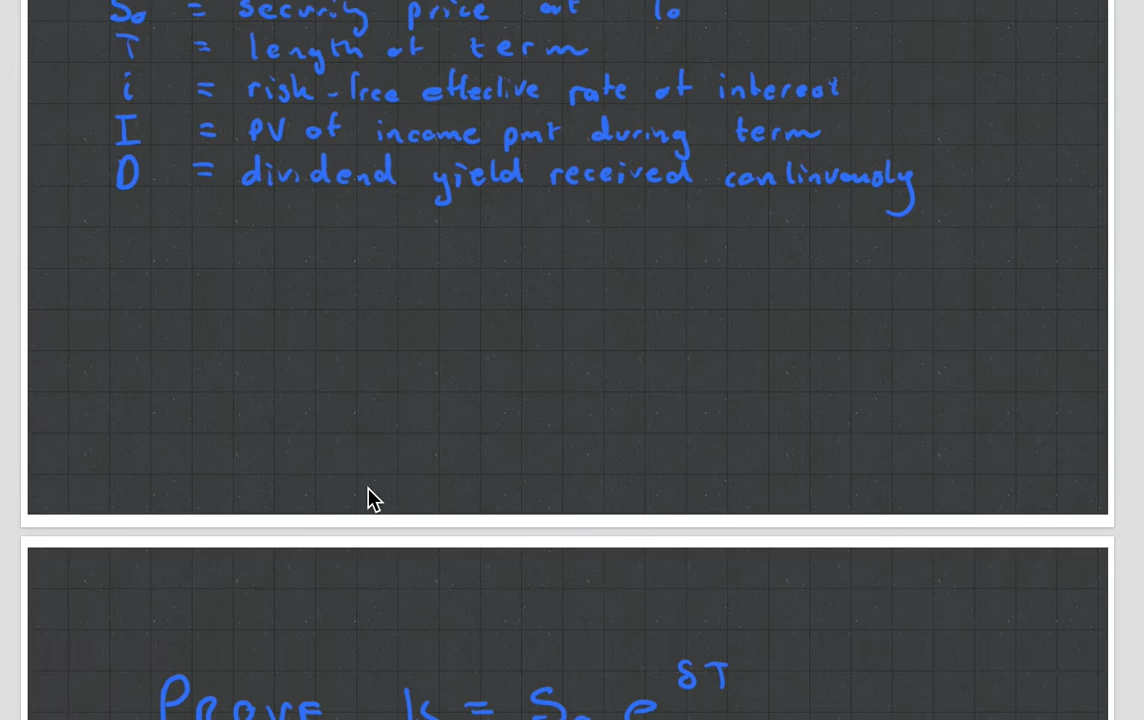 S₀ = security price at t₀
T = length of term
i = risk-free effective rate of interest
I = PV of income pmt during term
D = dividend yield received continuously
PROVE K = S₀ e^δT